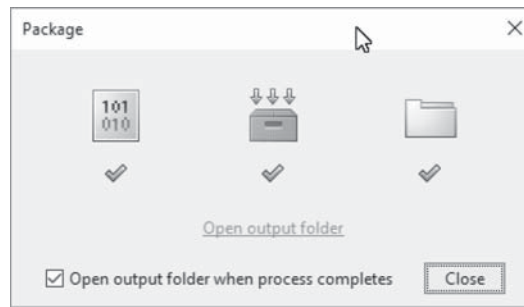 Package
101
010
Open output folder
Open output folder when process completes
Close